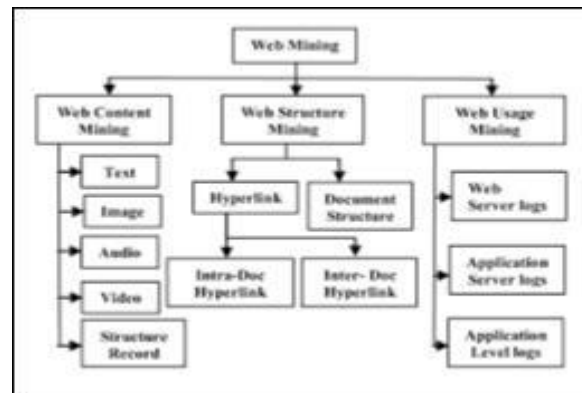 Web Mining
Web Content
Mining
Web Structure
Mining
Web Usage
Mining
Text
Image
Audio
Video
Structure
Record
Hyperlink
Document
Structure
Intra-Doc
Hyperlink
Inter- Doc
Hyperlink
Web
Server logs
Application
Server logs
Application
Level logs